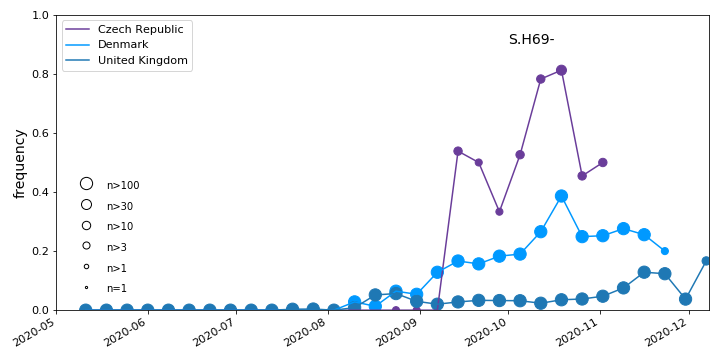 S.H69-
Czech Republic
Denmark
United Kingdom
frequency
1.0
0.8
0.6
0.4
0.2
0.0
n>100
n>30
n>10
n>3
n>1
n=1
2020-05
2020-06
2020-07
2020-08
2020-09
2020-10
2020-11
2020-12